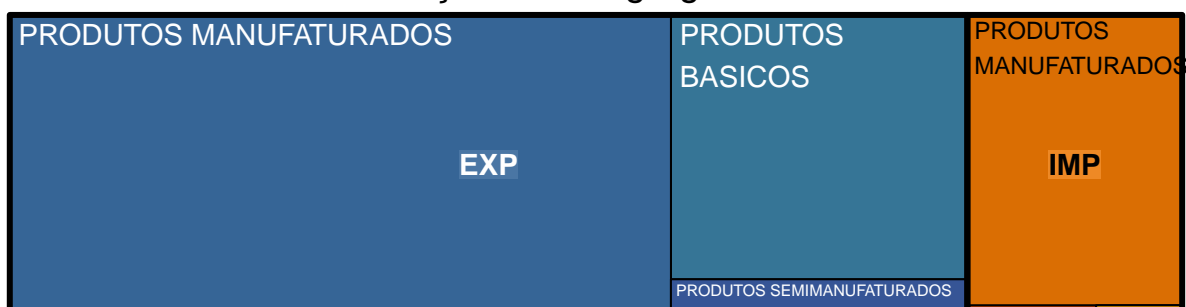 PRODUTOS MANUFATURADOS
EXP
PRODUTOS
BASICOS
PRODUTOS SEMIMANUFATURADOS
PRODUTOS
MANUFATURADOS
IMP